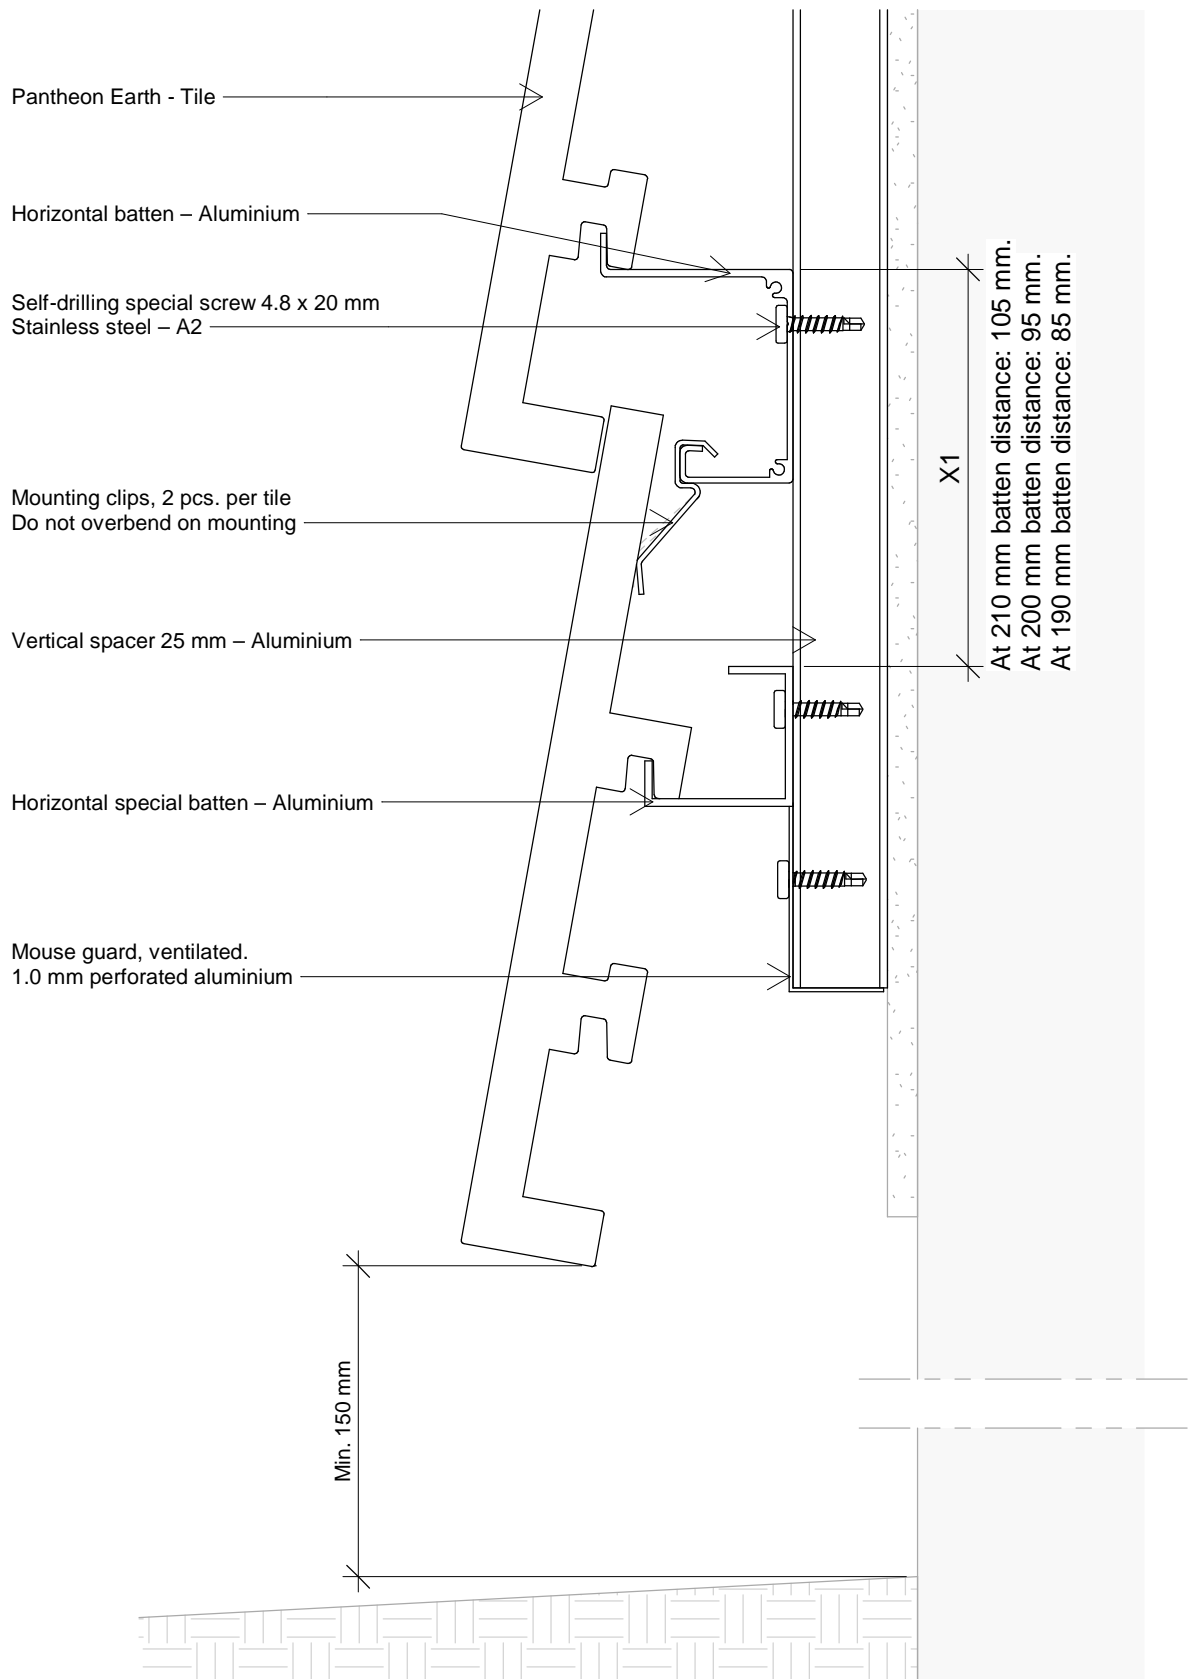 Pantheon Earth - Tile
Horizontal batten – Aluminium
Self-drilling special screw 4.8 x 20 mm
Stainless steel – A2
Mounting clips, 2 pcs. per tile
Do not overbend on mounting
Vertical spacer 25 mm – Aluminium
Horizontal special batten – Aluminium
Mouse guard, ventilated.
1.0 mm perforated aluminium
X1
At 210 mm batten distance: 105 mm.
At 200 mm batten distance: 95 mm.
At 190 mm batten distance: 85 mm.
Min. 150 mm